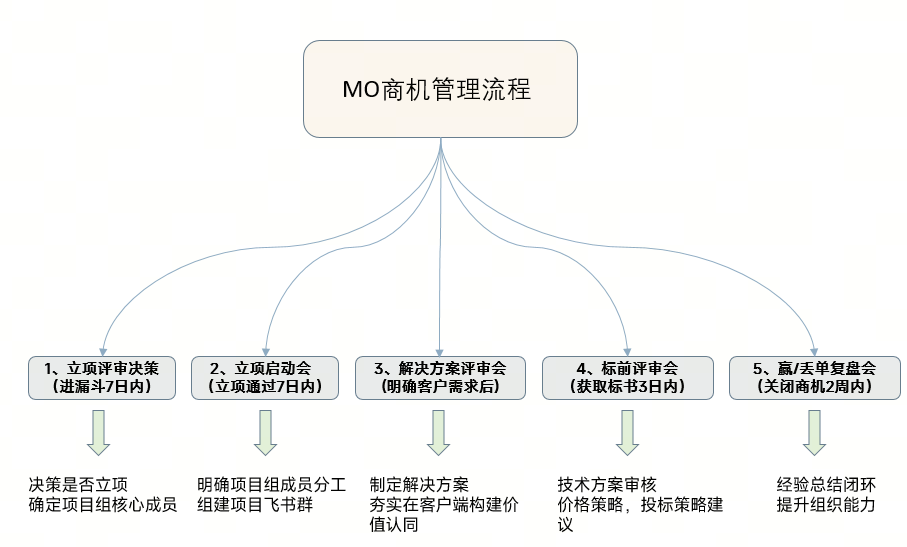 MO商机管理流程
1、立项评审决策
（进漏斗7日内）
2、立项启动会
（立项通过7日内）
3、解决方案评审会
（明确客户需求后）
4、标前评审会
（获取标书3日内）
5、赢/丢单复盘会
（关闭商机2周内）
决策是否立项
确定项目组核心成员
明确项目组成员分工
组建项目飞书群
制定解决方案
夯实在客户端构建价
值认同
技术方案审核
价格策略，投标策略建
议
经验总结闭环
提升组织能力